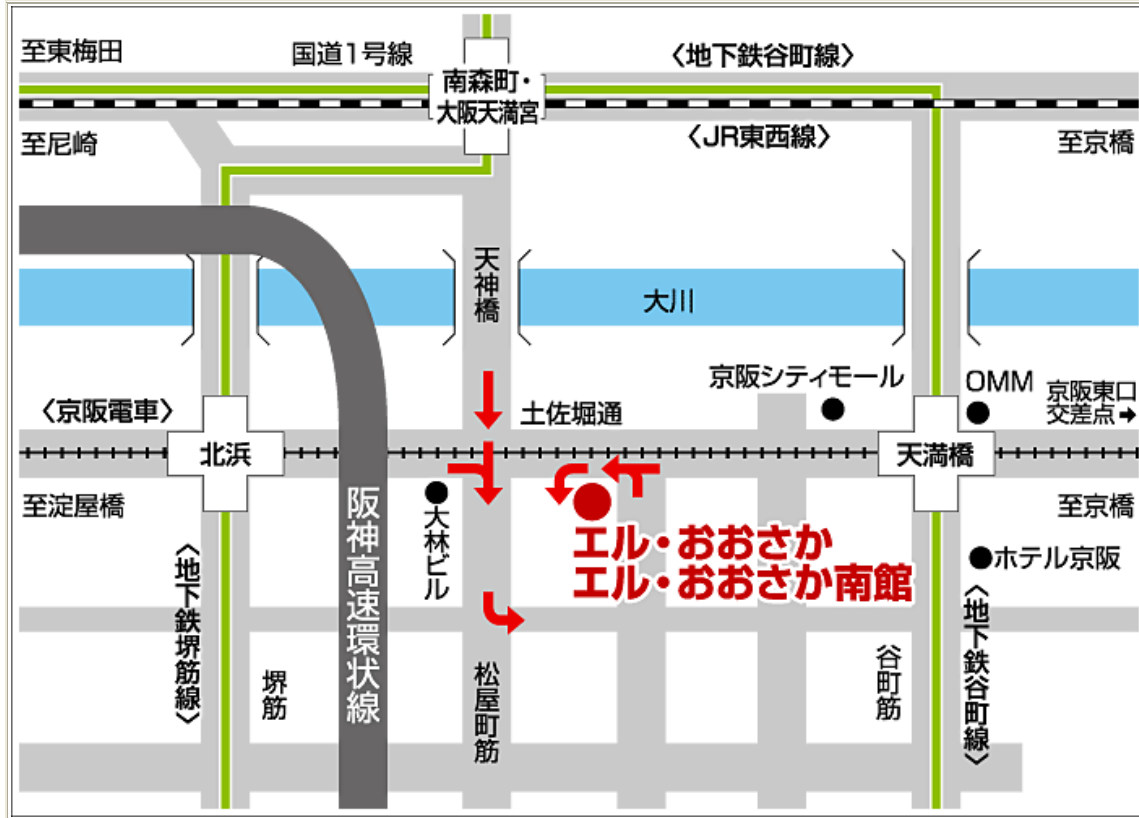 至東梅田
国道1号線
〈地下鉄谷町線〉
南森町・
大阪天満宮
至尼崎
〈JR東西線〉
至京橋
天神橋
大川
京阪シティモール
OMM
京阪東口
交差点➡
〈京阪電車〉
土佐堀通
北浜
天満橋
至淀屋橋
大林ビル
阪神高速環状線
エル・おおさか
エル・おおさか南館
至京橋
ホテル京阪
〈地下鉄堺筋線〉
堺筋
松屋町筋
谷町筋
〈地下鉄谷町線〉